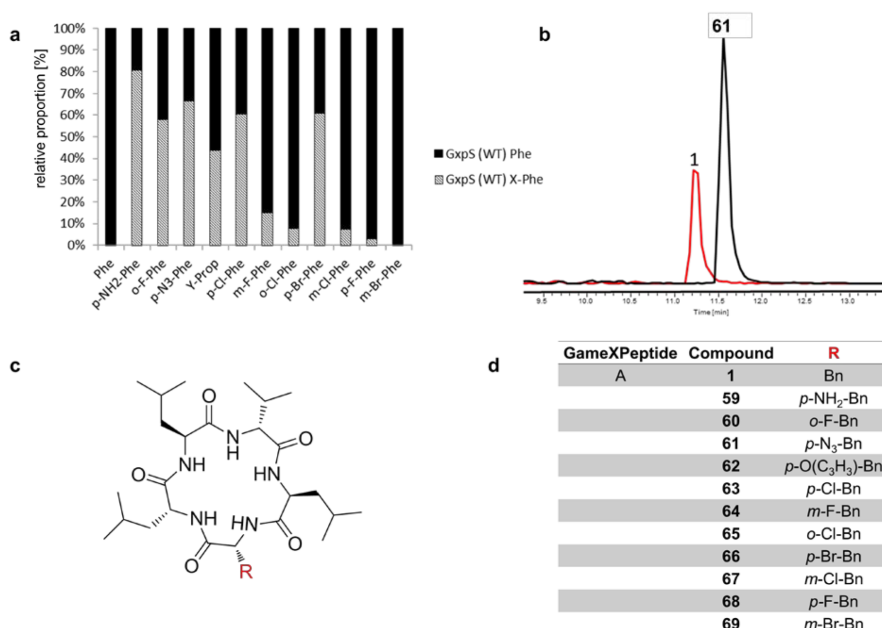 a
relative proportion [%]
100%
90%
80%
70%
60%
50%
40%
30%
20%
10%
0%
Phe
p-NH2-Phe
o-F-Phe
p-N3-Phe
Y-Prop
p-Cl-Phe
m-F-Phe
o-Cl-Phe
p-Br-Phe
m-Cl-Phe
p-F-Phe
m-Br-Phe
GxpS (WT) Phe
GxpS (WT) X-Phe
b
61
1
9.5 10.0 10.5 11.0 11.5 12.0 12.5 13.0
Time [min]
c
O
N
H
O
NH
HN
O
O
NH
HN
O
R
d
GameXPeptide Compound R
A 1 Bn
59 p-NH₂-Bn
60 o-F-Bn
61 p-N₃-Bn
62 p-O(C₃H₃)-Bn
63 p-Cl-Bn
64 m-F-Bn
65 o-Cl-Bn
66 p-Br-Bn
67 m-Cl-Bn
68 p-F-Bn
69 m-Br-Bn